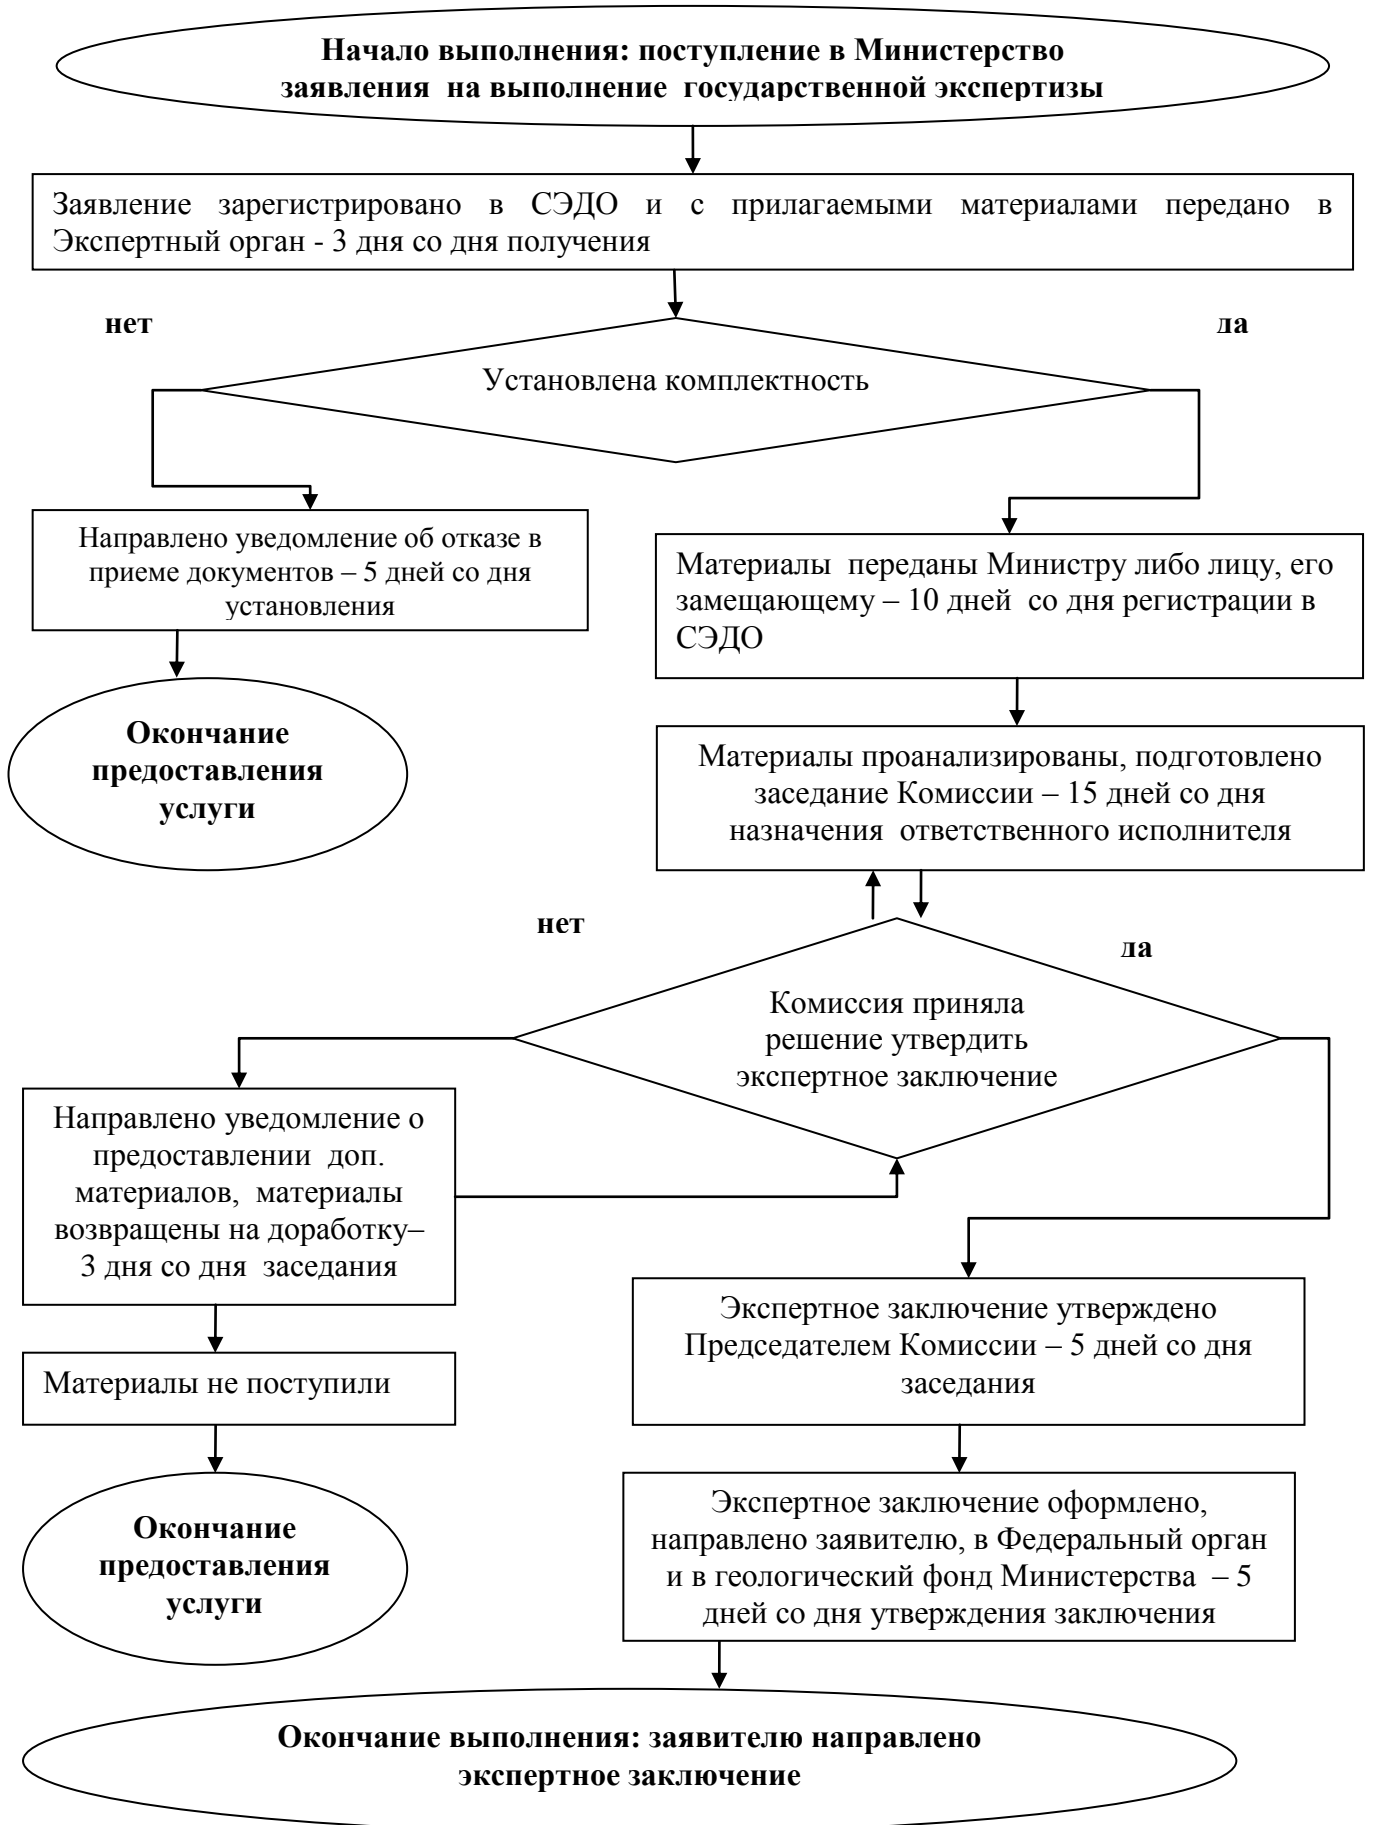 Начало выполнения: поступление в Министерство
заявления на выполнение государственной экспертизы
Заявление зарегистрировано в СЭДО и с прилагаемыми материалами передано в
Экспертный орган - 3 дня со дня получения
нет
да
Установлена комплектность
Направлено уведомление об отказе в
приеме документов – 5 дней со дня
установления
Материалы переданы Министру либо лицу, его
замещающему – 10 дней со дня регистрации в
СЭДО
Окончание
предоставления
услуги
Материалы проанализированы, подготовлено
заседание Комиссии – 15 дней со дня
назначения ответственного исполнителя
нет
да
Комиссия приняла
решение утвердить
экспертное заключение
Направлено уведомление о
предоставлении доп.
материалов, материалы
возвращены на доработку–
3 дня со дня заседания
Экспертное заключение утверждено
Председателем Комиссии – 5 дней со дня
заседания
Материалы не поступили
Экспертное заключение оформлено,
направлено заявителю, в Федеральный орган
и в геологический фонд Министерства – 5
дней со дня утверждения заключения
Окончание
предоставления
услуги
Окончание выполнения: заявителю направлено
экспертное заключение